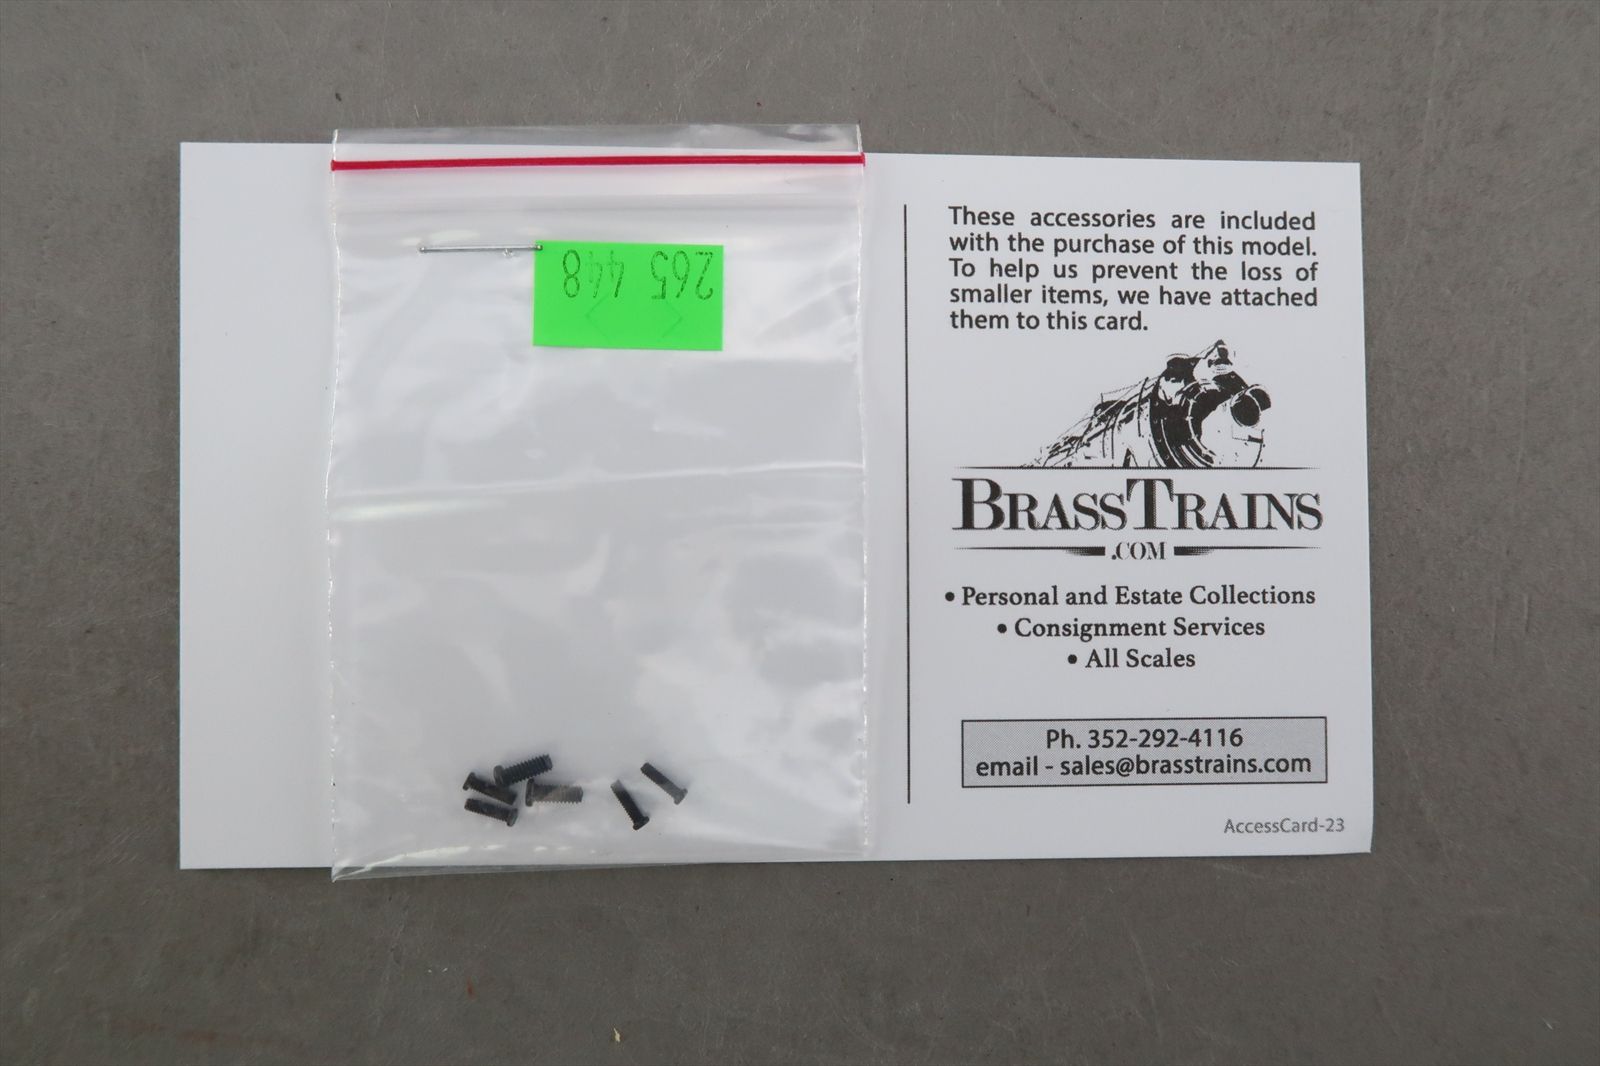 265 448
These accessories are included
with the purchase of this model.
To help us prevent the loss of
smaller items, we have attached
them to this card.
BRASSTRAINS
.COM
• Personal and Estate Collections
• Consignment Services
• All Scales
Ph. 352-292-4116
email - sales@brasstrains.com
AccessCard-23